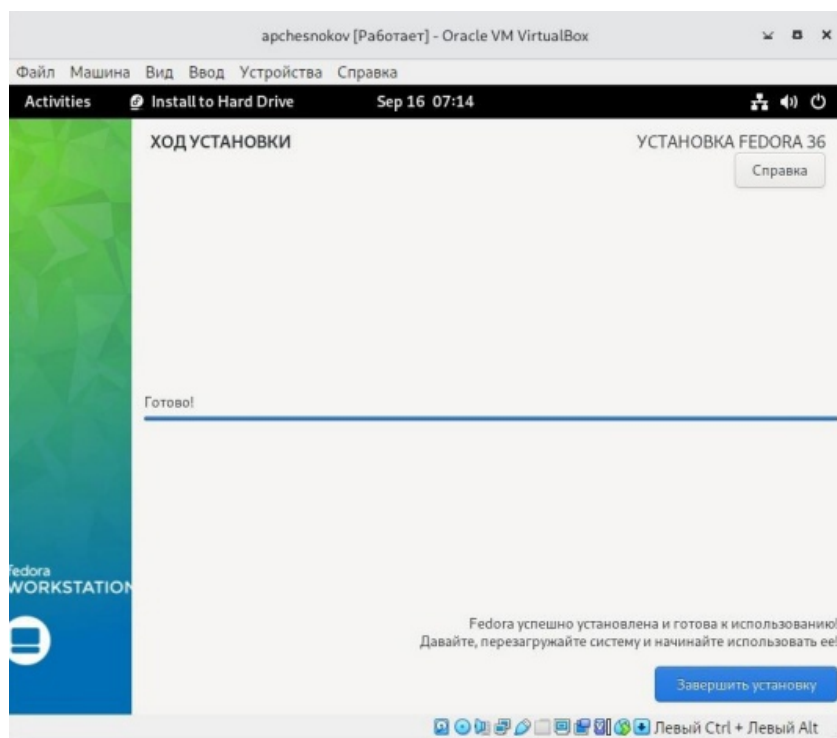 apchesnokov [Работает] - Oracle VM VirtualBox
Файл Машина Вид Ввод Устройства Справка
Activities Install to Hard Drive Sep 16 07:14
ХОД УСТАНОВКИ
УСТАНОВКА FEDORA 36
Справка
Готово!
fedora
WORKSTATION
Fedora успешно установлена и готова к использованию!
Давайте, перезагружайте систему и начинайте использовать ее!
Завершить установку
Левый Ctrl + Левый Alt